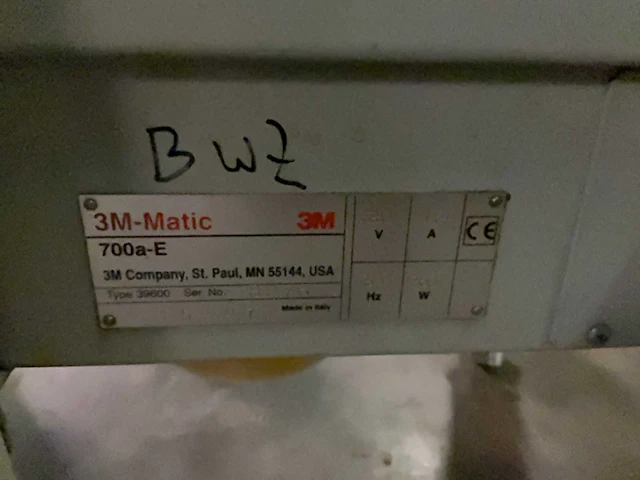 BWZ
3M-Matic 3M
700a-E
3M Company, St. Paul, MN 55144, USA
Type 39600 Ser. No.
Made in Italy
V A CE
Hz W